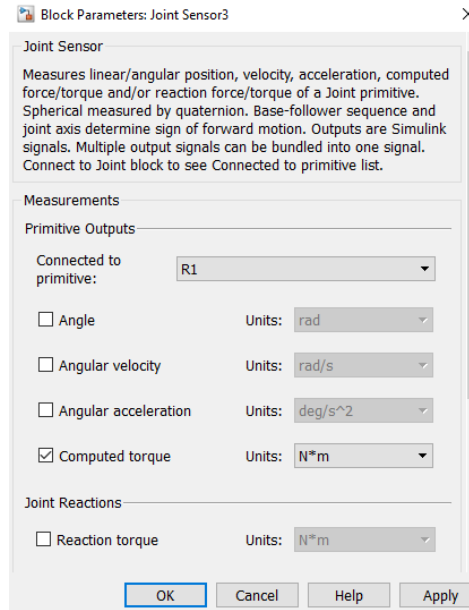 Block Parameters: Joint Sensor3
Joint Sensor
Measures linear/angular position, velocity, acceleration, computed
force/torque and/or reaction force/torque of a Joint primitive.
Spherical measured by quaternion. Base-follower sequence and
joint axis determine sign of forward motion. Outputs are Simulink
signals. Multiple output signals can be bundled into one signal.
Connect to Joint block to see Connected to primitive list.
Measurements
Primitive Outputs
Connected to
primitive:
R1
Angle Units: rad
Angular velocity Units: rad/s
Angular acceleration Units: deg/s^2
Computed torque Units: N*m
Joint Reactions
Reaction torque Units: N*m
OK Cancel Help Apply